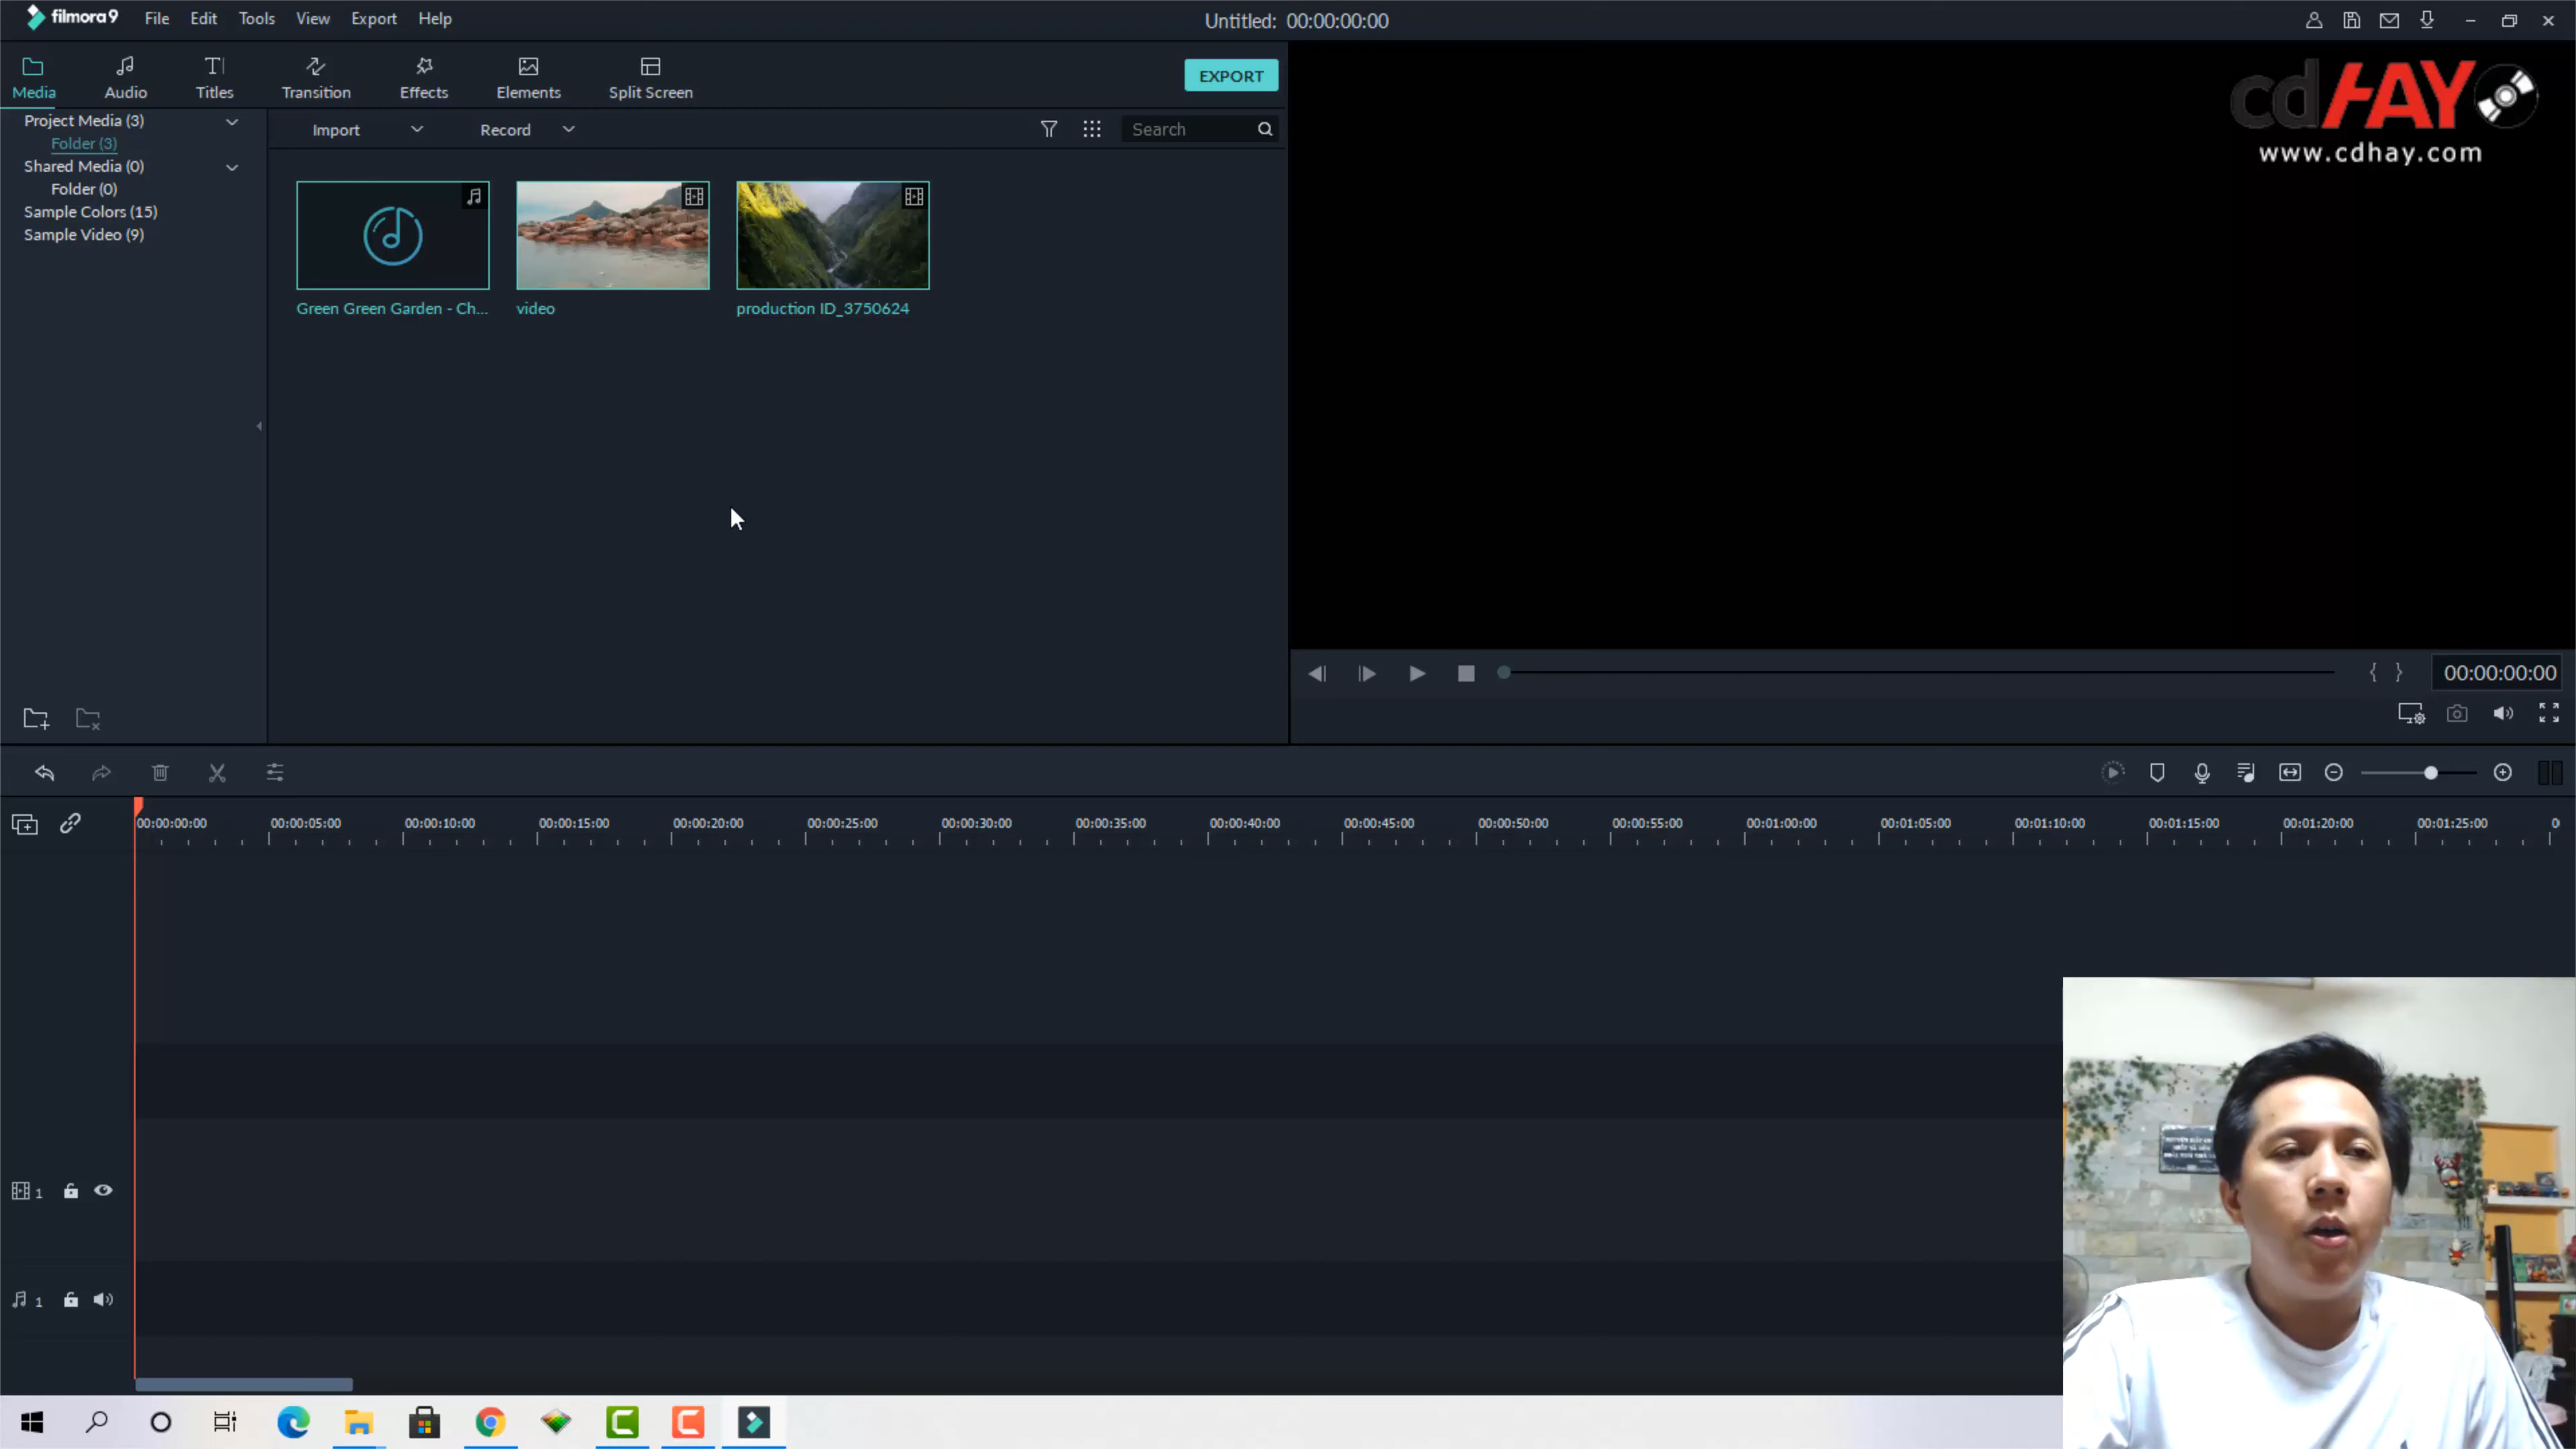 filmora9 File Edit Tools View Export Help
Untitled: 00:00:00:00
Media Audio Titles Transition Effects Elements Split Screen
EXPORT
cdHAY
www.cdhay.com
Project Media (3)
Folder (3)
Shared Media (0)
Folder (0)
Sample Colors (15)
Sample Video (9)
Import Record Search
Green Green Garden - Ch...
video
production ID_3750624
{ } 00:00:00:00
00:00:00:00 00:00:05:00 00:00:10:00 00:00:15:00 00:00:20:00 00:00:25:00 00:00:30:00 00:00:35:00 00:00:40:00 00:00:45:00 00:00:50:00 00:00:55:00 00:01:00:00 00:01:05:00 00:01:10:00 00:01:15:00 00:01:20:00 00:01:25:00 0
1
1